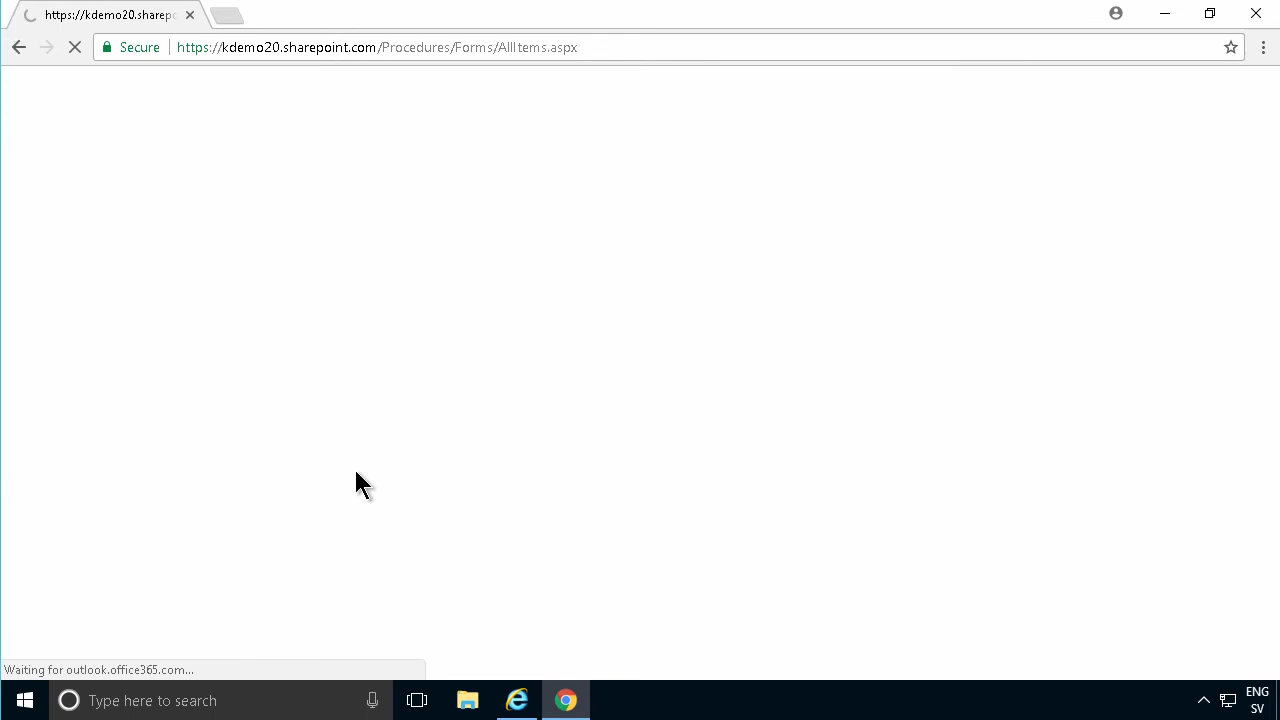 https://kdemo20.sharepo
Secure https://kdemo20.sharepoint.com/Procedures/Forms/AllItems.aspx
Waiting for outlook.office365.com...
Type here to search
ENG
SV